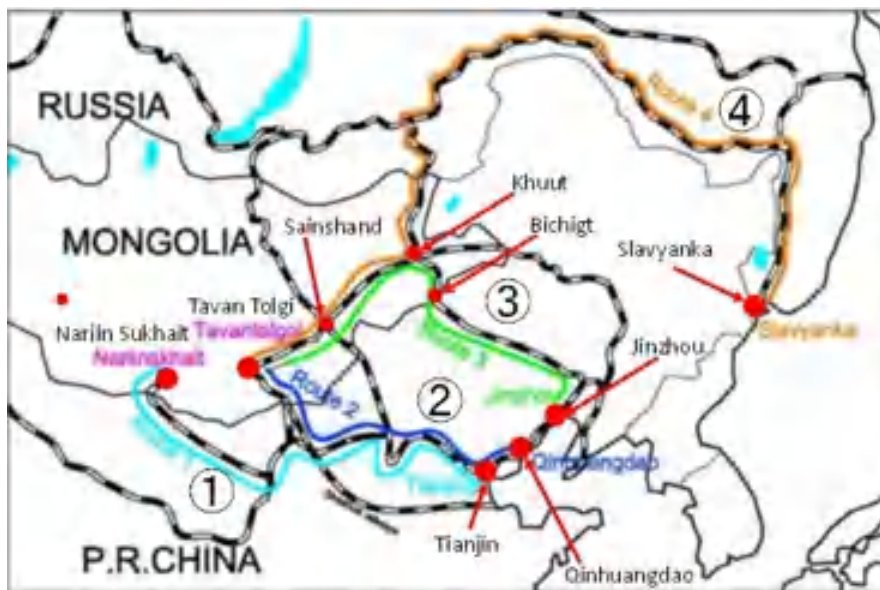 RUSSIA
Route 4
④
Khuut
Sainshand
Bichigt
MONGOLIA
Slavyanka
Tavan Tolgi
③
Nariin Sukhait
Tavantolgoi
Slavyanka
Jinzhou
Route 3
Route 2
②
①
Qinhuangdao
Tianjin
P.R.CHINA
Qinhuangdao